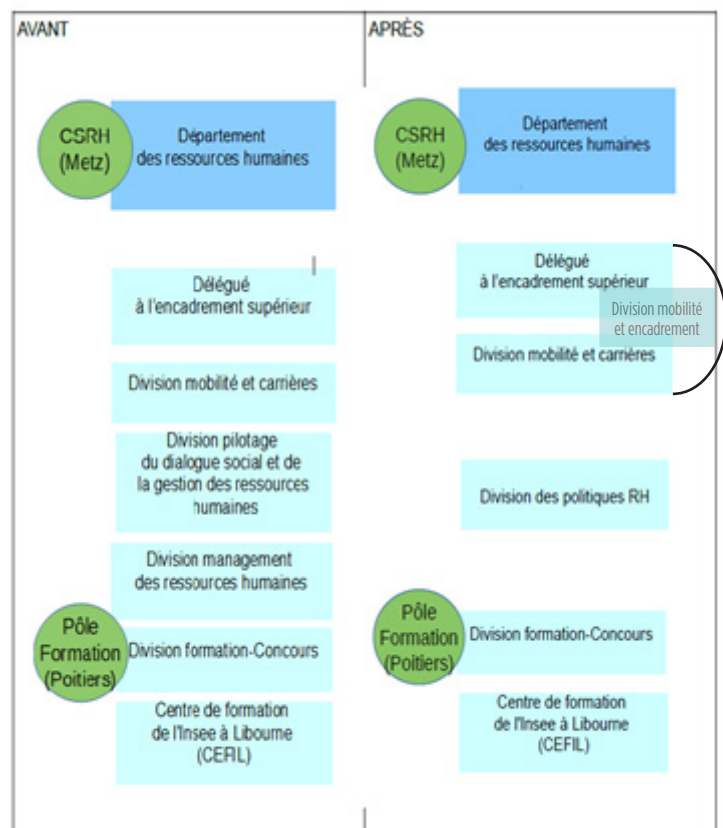 AVANT
CSRH
(Metz)
Département
des ressources humaines
Délégué
à l'encadrement supérieur
Division mobilité et carrières
Division pilotage
du dialogue social et de
la gestion des ressources
humaines
Division management
des ressources humaines
Pôle
Formation
(Poitiers)
Division formation-Concours
Centre de formation
de l'Insee à Libourne
(CEFIL)
APRÈS
CSRH
(Metz)
Département
des ressources humaines
Délégué
à l'encadrement supérieur
Division mobilité
et encadrement
Division mobilité et carrières
Division des politiques RH
Pôle
Formation
(Poitiers)
Division formation-Concours
Centre de formation
de l'Insee à Libourne
(CEFIL)